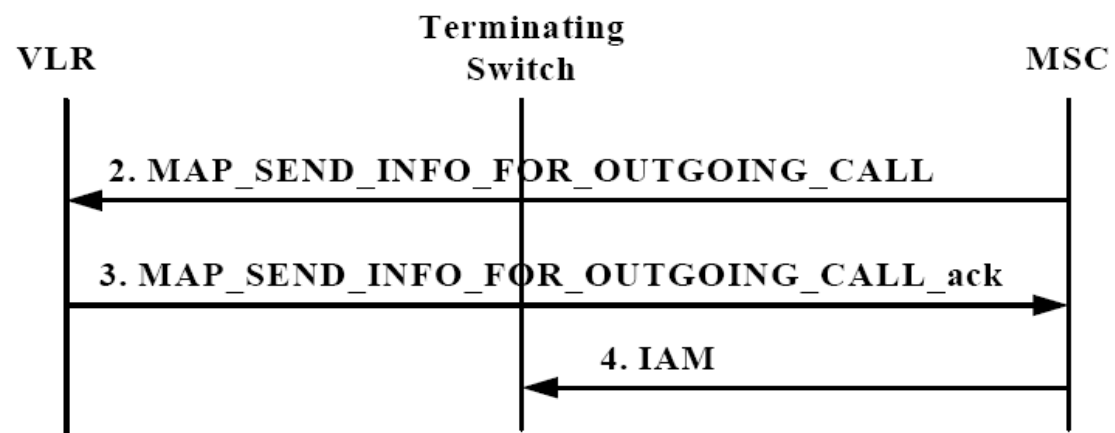 VLR
Terminating
Switch
MSC
2. MAP_SEND_INFO_FOR_OUTGOING_CALL
3. MAP_SEND_INFO_FOR_OUTGOING_CALL_ack
4. IAM